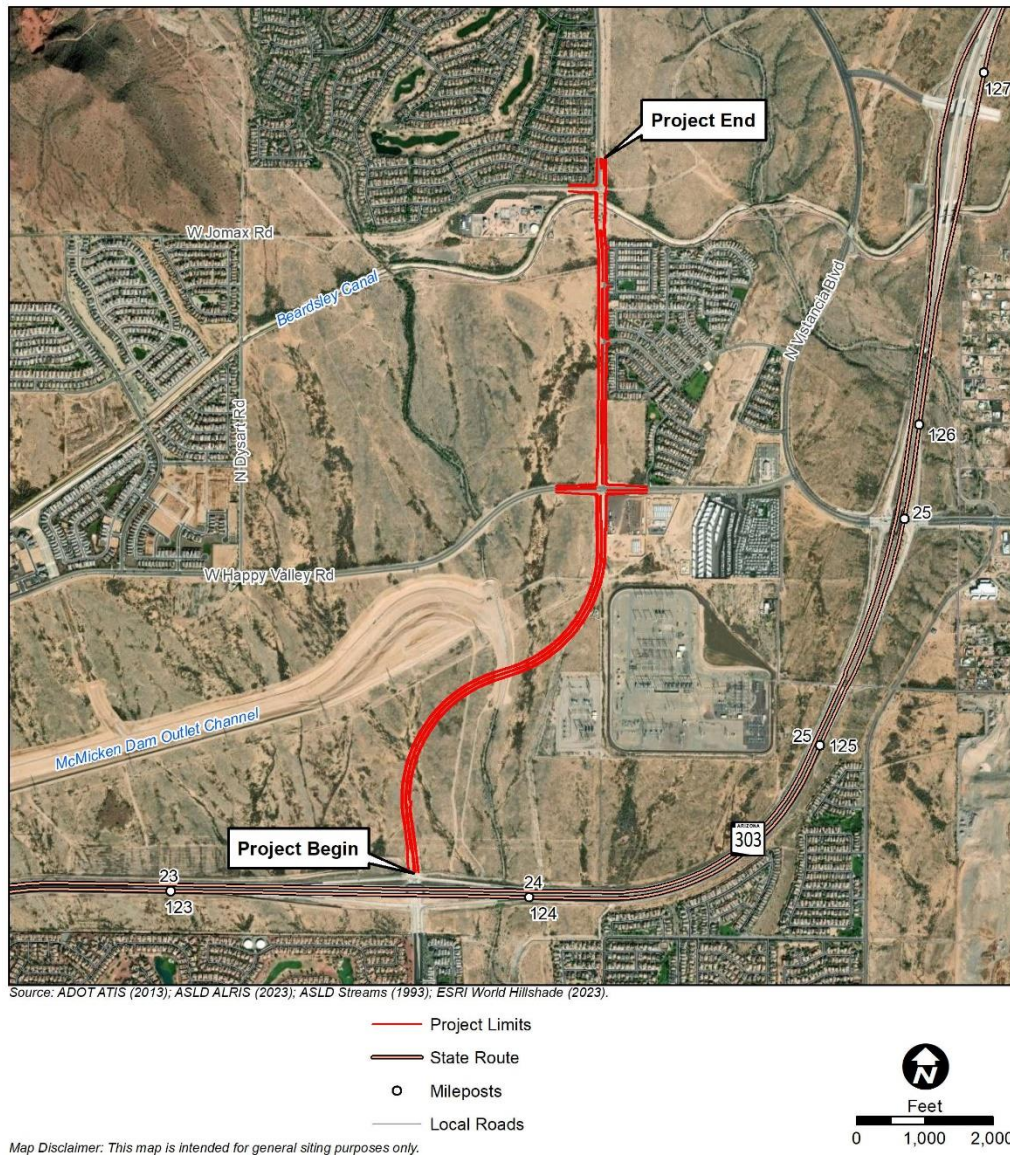 127
Project End
W Jomax Rd
Beardsley Canal
N Vistancia Blvd
N Dysart Rd
126
25
W Happy Valley Rd
McMicken Dam Outlet Channel
25
125
ARIZONA
303
Project Begin
23
123
24
124
Source: ADOT ATIS (2013); ASLD ALRIS (2023); ASLD Streams (1993); ESRI World Hillshade (2023).
Project Limits
State Route
Mileposts
Local Roads
N
Feet
0 1,000 2,000
Map Disclaimer: This map is intended for general siting purposes only.